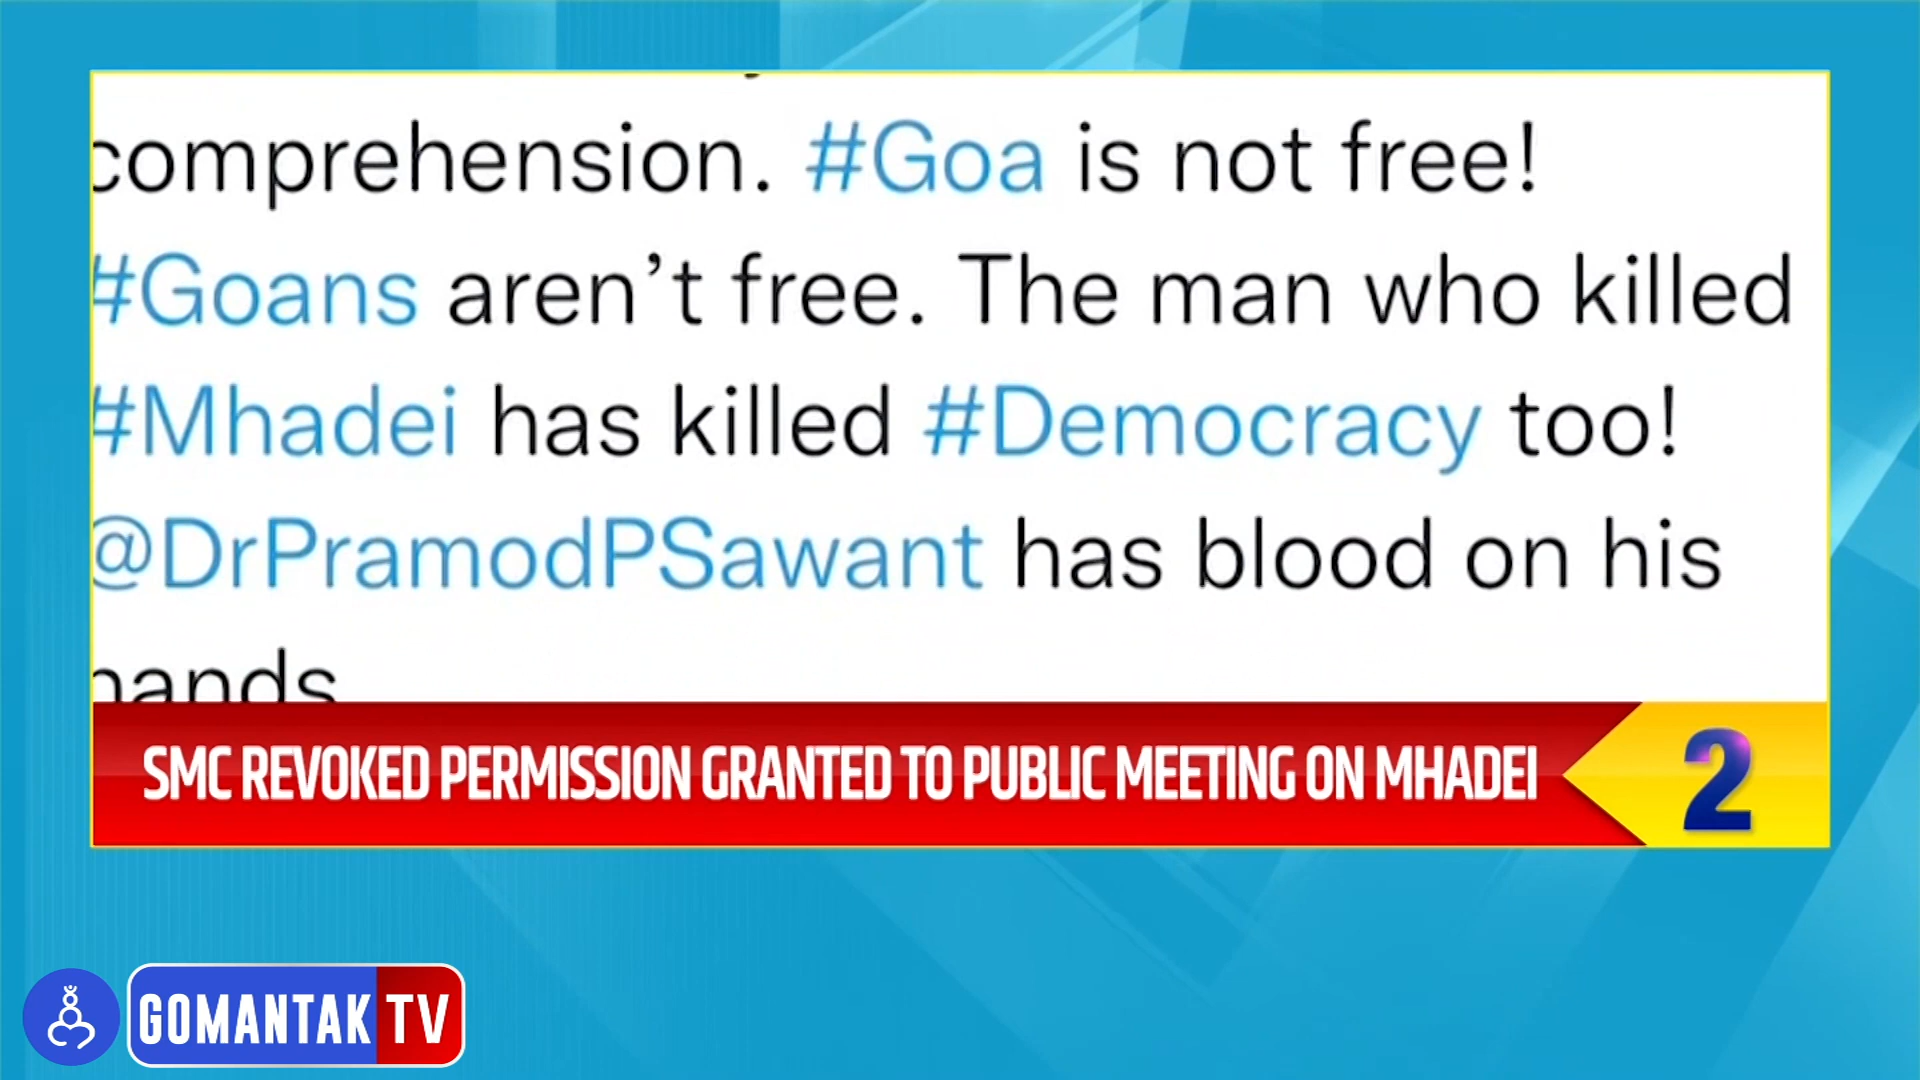 comprehension. #Goa is not free!
#Goans aren’t free. The man who killed
#Mhadei has killed #Democracy too!
@DrPramodPSawant has blood on his
hands
SMC REVOKED PERMISSION GRANTED TO PUBLIC MEETING ON MHADEI
2
GOMANTAK TV